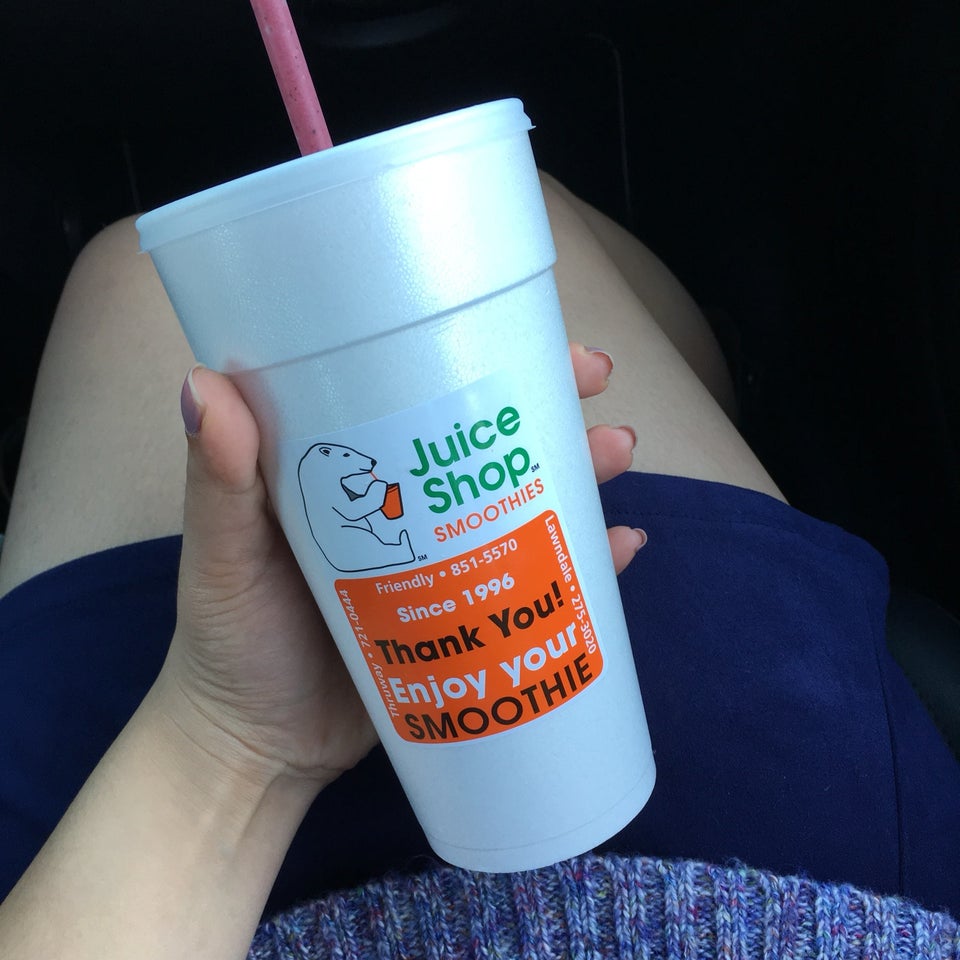 Juice
Shop SM
SMOOTHIES
SM
Friendly • 851-5570
Lawndale • 275-3020
Thruway • 721-0444
Since 1996
Thank You!
Enjoy your
SMOOTHIE